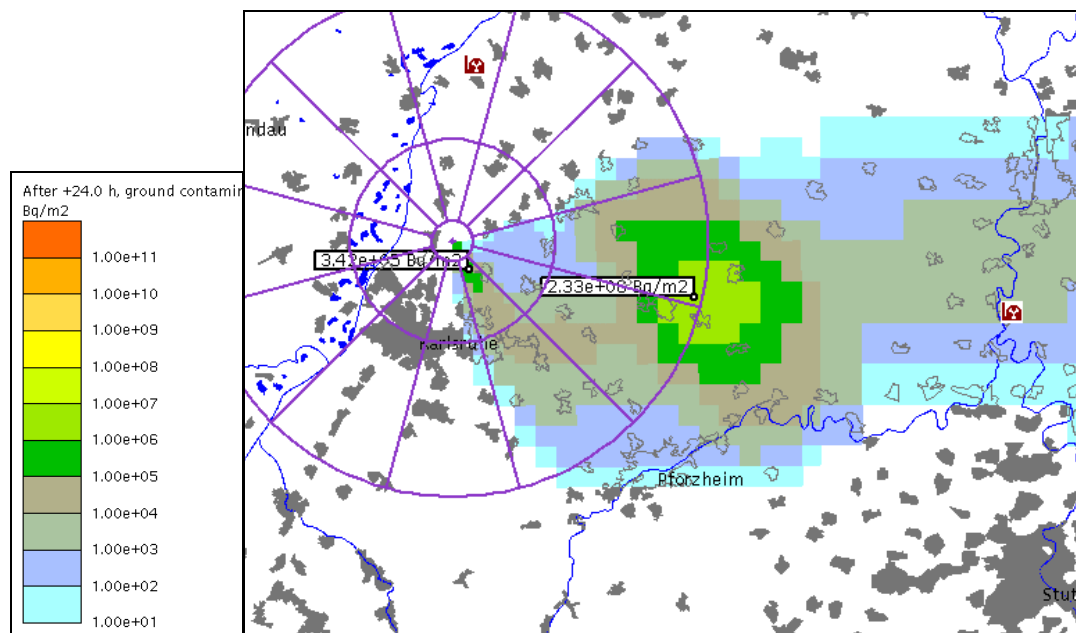 ndau
After +24.0 h, ground contamin
Bq/m2
1.00e+11
1.00e+10
1.00e+09
1.00e+08
1.00e+07
1.00e+06
1.00e+05
1.00e+04
1.00e+03
1.00e+02
1.00e+01
Bq/m2
2.33e+06 Bq/m2
Karlsruhe
Pforzheim
Stut